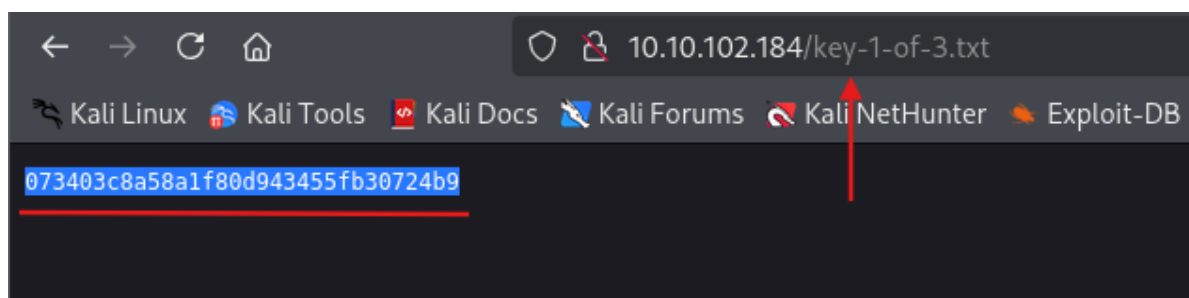 10.10.102.184/key-1-of-3.txt
Kali Linux Kali Tools Kali Docs Kali Forums Kali NetHunter Exploit-DB
073403c8a58a1f80d943455fb30724b9